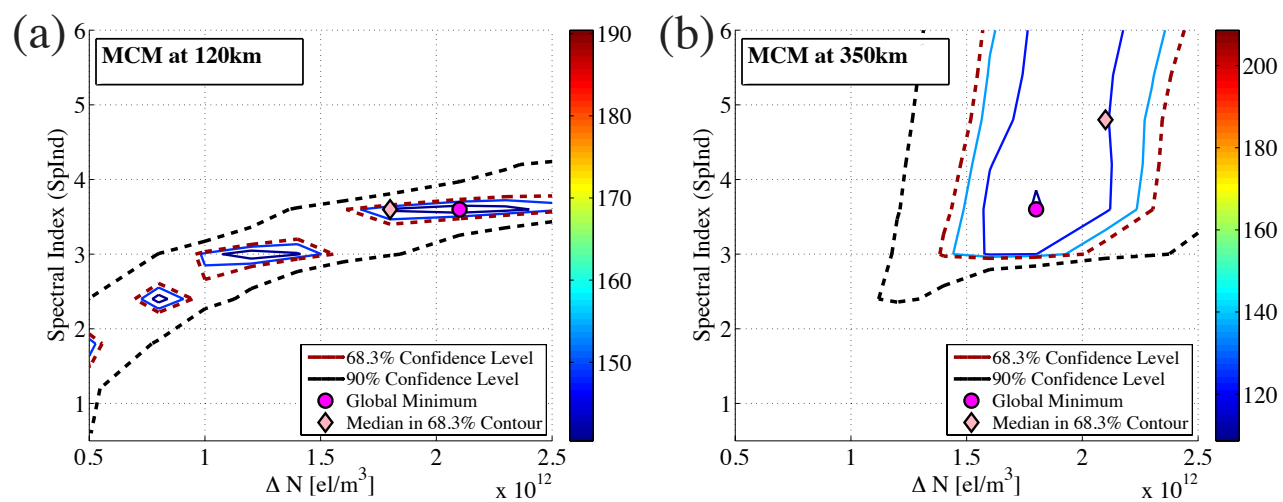 (a)
MCM at 120km
6
5
4
3
2
1
Spectral Index (SpInd)
68.3% Confidence Level
90% Confidence Level
Global Minimum
Median in 68.3% Contour
0.5 1 1.5 2 2.5
Δ N [el/m³]
x 10¹²
190
180
170
160
150
(b)
MCM at 350km
6
5
4
3
2
1
Spectral Index (SpInd)
68.3% Confidence Level
90% Confidence Level
Global Minimum
Median in 68.3% Contour
0.5 1 1.5 2 2.5
Δ N [el/m³]
x 10¹²
200
180
160
140
120